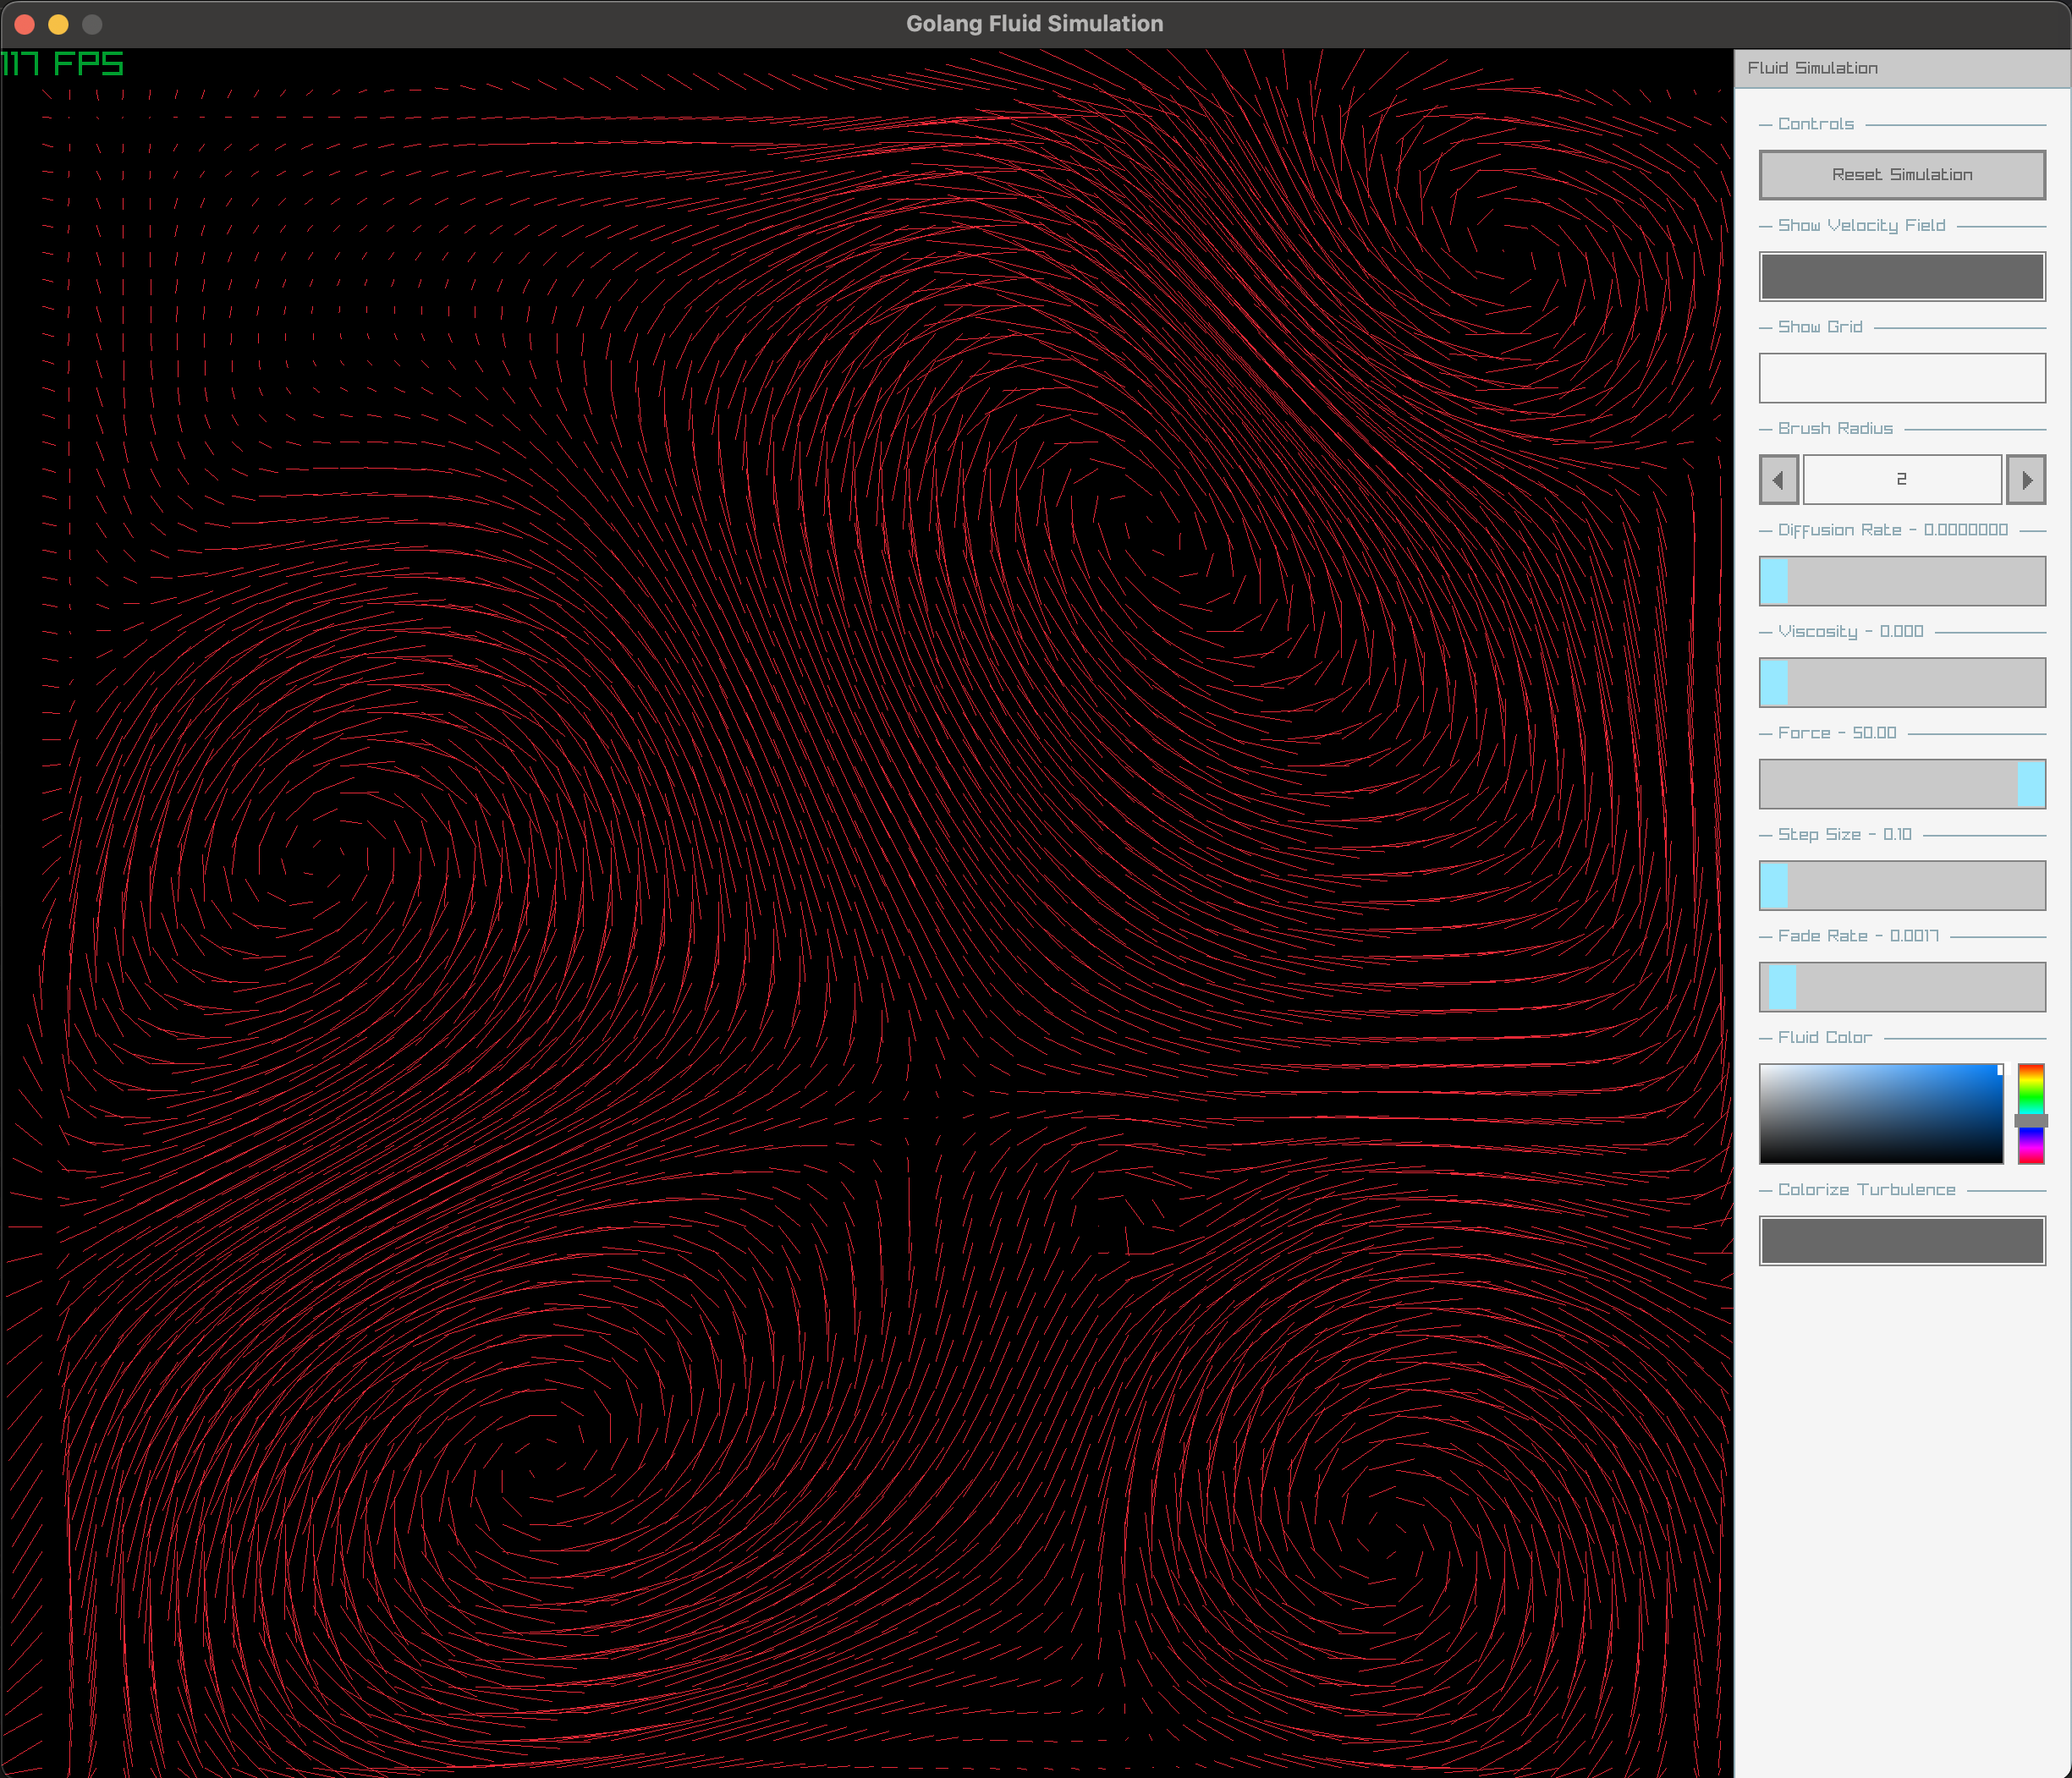 Golang Fluid Simulation
117 FPS
Fluid Simulation
Controls
Reset Simulation
Show Velocity Field
Show Grid
Brush Radius
2
Diffusion Rate - 0.0000000
Viscosity - 0.000
Force - 50.00
Step Size - 0.10
Fade Rate - 0.0017
Fluid Color
Colorize Turbulence